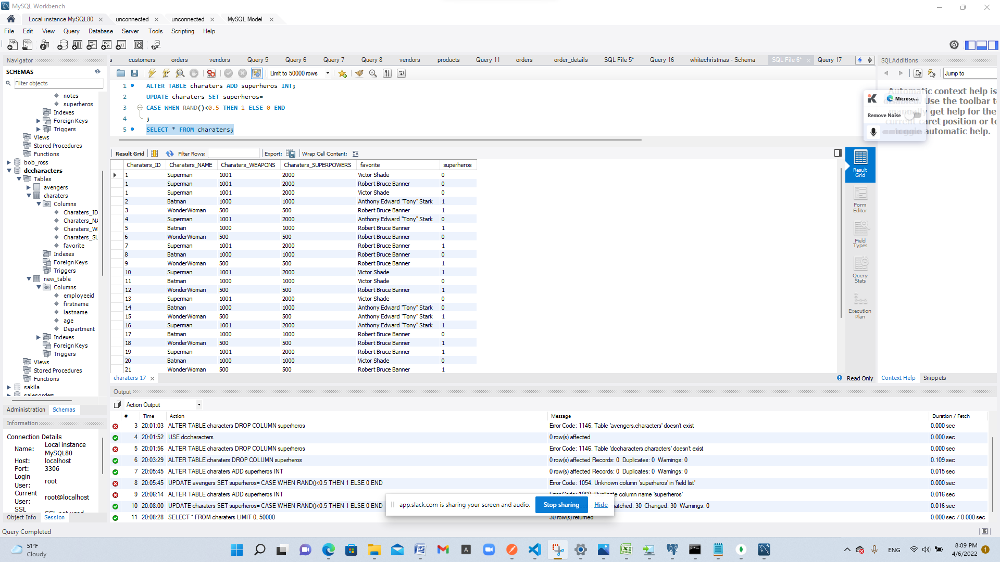 MySQL Workbench
Local instance MySQL80
unconnected
unconnected
MySQL Model
File Edit View Query Database Server Tools Scripting Help
Navigator
SCHEMAS
Filter objects
notes
superheros
Indexes
Foreign Keys
Triggers
Views
Stored Procedures
Functions
bob_ross
dccharacters
Tables
avengers
charaters
Columns
Charaters_ID
Charaters_NA
Charaters_W
Charaters_SU
favorite
Indexes
Foreign Keys
Triggers
new_table
Columns
employeeid
firstname
lastname
age
Department
Indexes
Foreign Keys
Triggers
Views
Stored Procedures
Functions
sakila
salesorders
Administration Schemas
Information
Connection Details
Name: Local instance MySQL80
Host: localhost
Port: 3306
Login User: root
Current User: root@localhost
SSL
Object Info Session
Query Completed
s customers orders vendors Query 5 Query 6 Query 7 Query 8 vendors products Query 11 orders order_details SQL File 5* Query 16 whitechristmas - Schema SQL File 6* Query 17
Limit to 50000 rows
1 ALTER TABLE charaters ADD superheros INT;
2 UPDATE charaters SET superheros=
3 CASE WHEN RAND()<0.5 THEN 1 ELSE 0 END
4 ;
5 SELECT * FROM charaters;
Result Grid Filter Rows: Export: Wrap Cell Content: IA
Charaters_ID Charaters_NAME Charaters_WEAPONS Charaters_SUPERPOWERS favorite superheros
1 Superman 1001 2000 Victor Shade 0
1 Superman 1001 2000 Robert Bruce Banner 0
1 Superman 1001 2000 Victor Shade 0
2 Batman 1000 1000 Anthony Edward "Tony" Stark 1
3 WonderWoman 500 500 Robert Bruce Banner 1
4 Superman 1001 2000 Anthony Edward "Tony" Stark 0
5 Batman 1000 1000 Robert Bruce Banner 1
6 WonderWoman 500 500 Robert Bruce Banner 0
7 Superman 1001 2000 Robert Bruce Banner 1
8 Batman 1000 1000 Robert Bruce Banner 0
9 WonderWoman 500 500 Robert Bruce Banner 1
10 Superman 1001 2000 Victor Shade 1
11 Batman 1000 1000 Victor Shade 0
12 WonderWoman 500 500 Robert Bruce Banner 1
13 Superman 1001 2000 Victor Shade 0
14 Batman 1000 1000 Anthony Edward "Tony" Stark 0
15 WonderWoman 500 500 Anthony Edward "Tony" Stark 1
16 Superman 1001 2000 Anthony Edward "Tony" Stark 1
17 Batman 1000 1000 Robert Bruce Banner 0
18 WonderWoman 500 500 Robert Bruce Banner 1
19 Superman 1001 2000 Robert Bruce Banner 1
20 Batman 1000 1000 Victor Shade 0
21 WonderWoman 500 500 Robert Bruce Banner 1
charaters 17
Read Only
Result Grid
Form Editor
Field Types
Query Stats
Execution Plan
SQLAdditions
Jump to
Automatic context help is
Use the toolbar t
manually get help for the
current caret position or to
automatic help.
Microso...
Remove Noise
Context Help Snippets
Output
Action Output
# Time Action Message Duration / Fetch
3 20:01:03 ALTER TABLE characters DROP COLUMN superheros Error Code: 1146. Table 'avengers.characters' doesn't exist 0.000 sec
4 20:01:52 USE dccharacters 0 row(s) affected 0.000 sec
5 20:01:56 ALTER TABLE characters DROP COLUMN superheros Error Code: 1146. Table 'dccharacters.characters' doesn't exist 0.000 sec
6 20:03:29 ALTER TABLE charaters DROP COLUMN superheros 0 row(s) affected Records: 0 Duplicates: 0 Warnings: 0 0.109 sec
7 20:05:45 ALTER TABLE charaters ADD superheros INT 0 row(s) affected Records: 0 Duplicates: 0 Warnings: 0 0.015 sec
8 20:05:45 UPDATE avengers SET superheros= CASE WHEN RAND()<0.5 THEN 1 ELSE 0 END Error Code: 1054. Unknown column 'superheros' in 'field list' 0.000 sec
9 20:06:14 ALTER TABLE charaters ADD superheros INT Error Code: 1060. Duplicate column name 'superheros' 0.016 sec
10 20:08:00 UPDATE charaters SET superheros= CASE WHEN RAND()<0.5 THEN 1 ELSE 0 END atched: 30 Changed: 30 Warnings: 0 0.016 sec
11 20:08:28 SELECT * FROM charaters LIMIT 0, 50000 30 row(s) returned 0.000 sec / 0.000 sec
app.slack.com is sharing your screen and audio. Stop sharing Hide
51°F
Cloudy
ENG
8:09 PM
4/6/2022
1